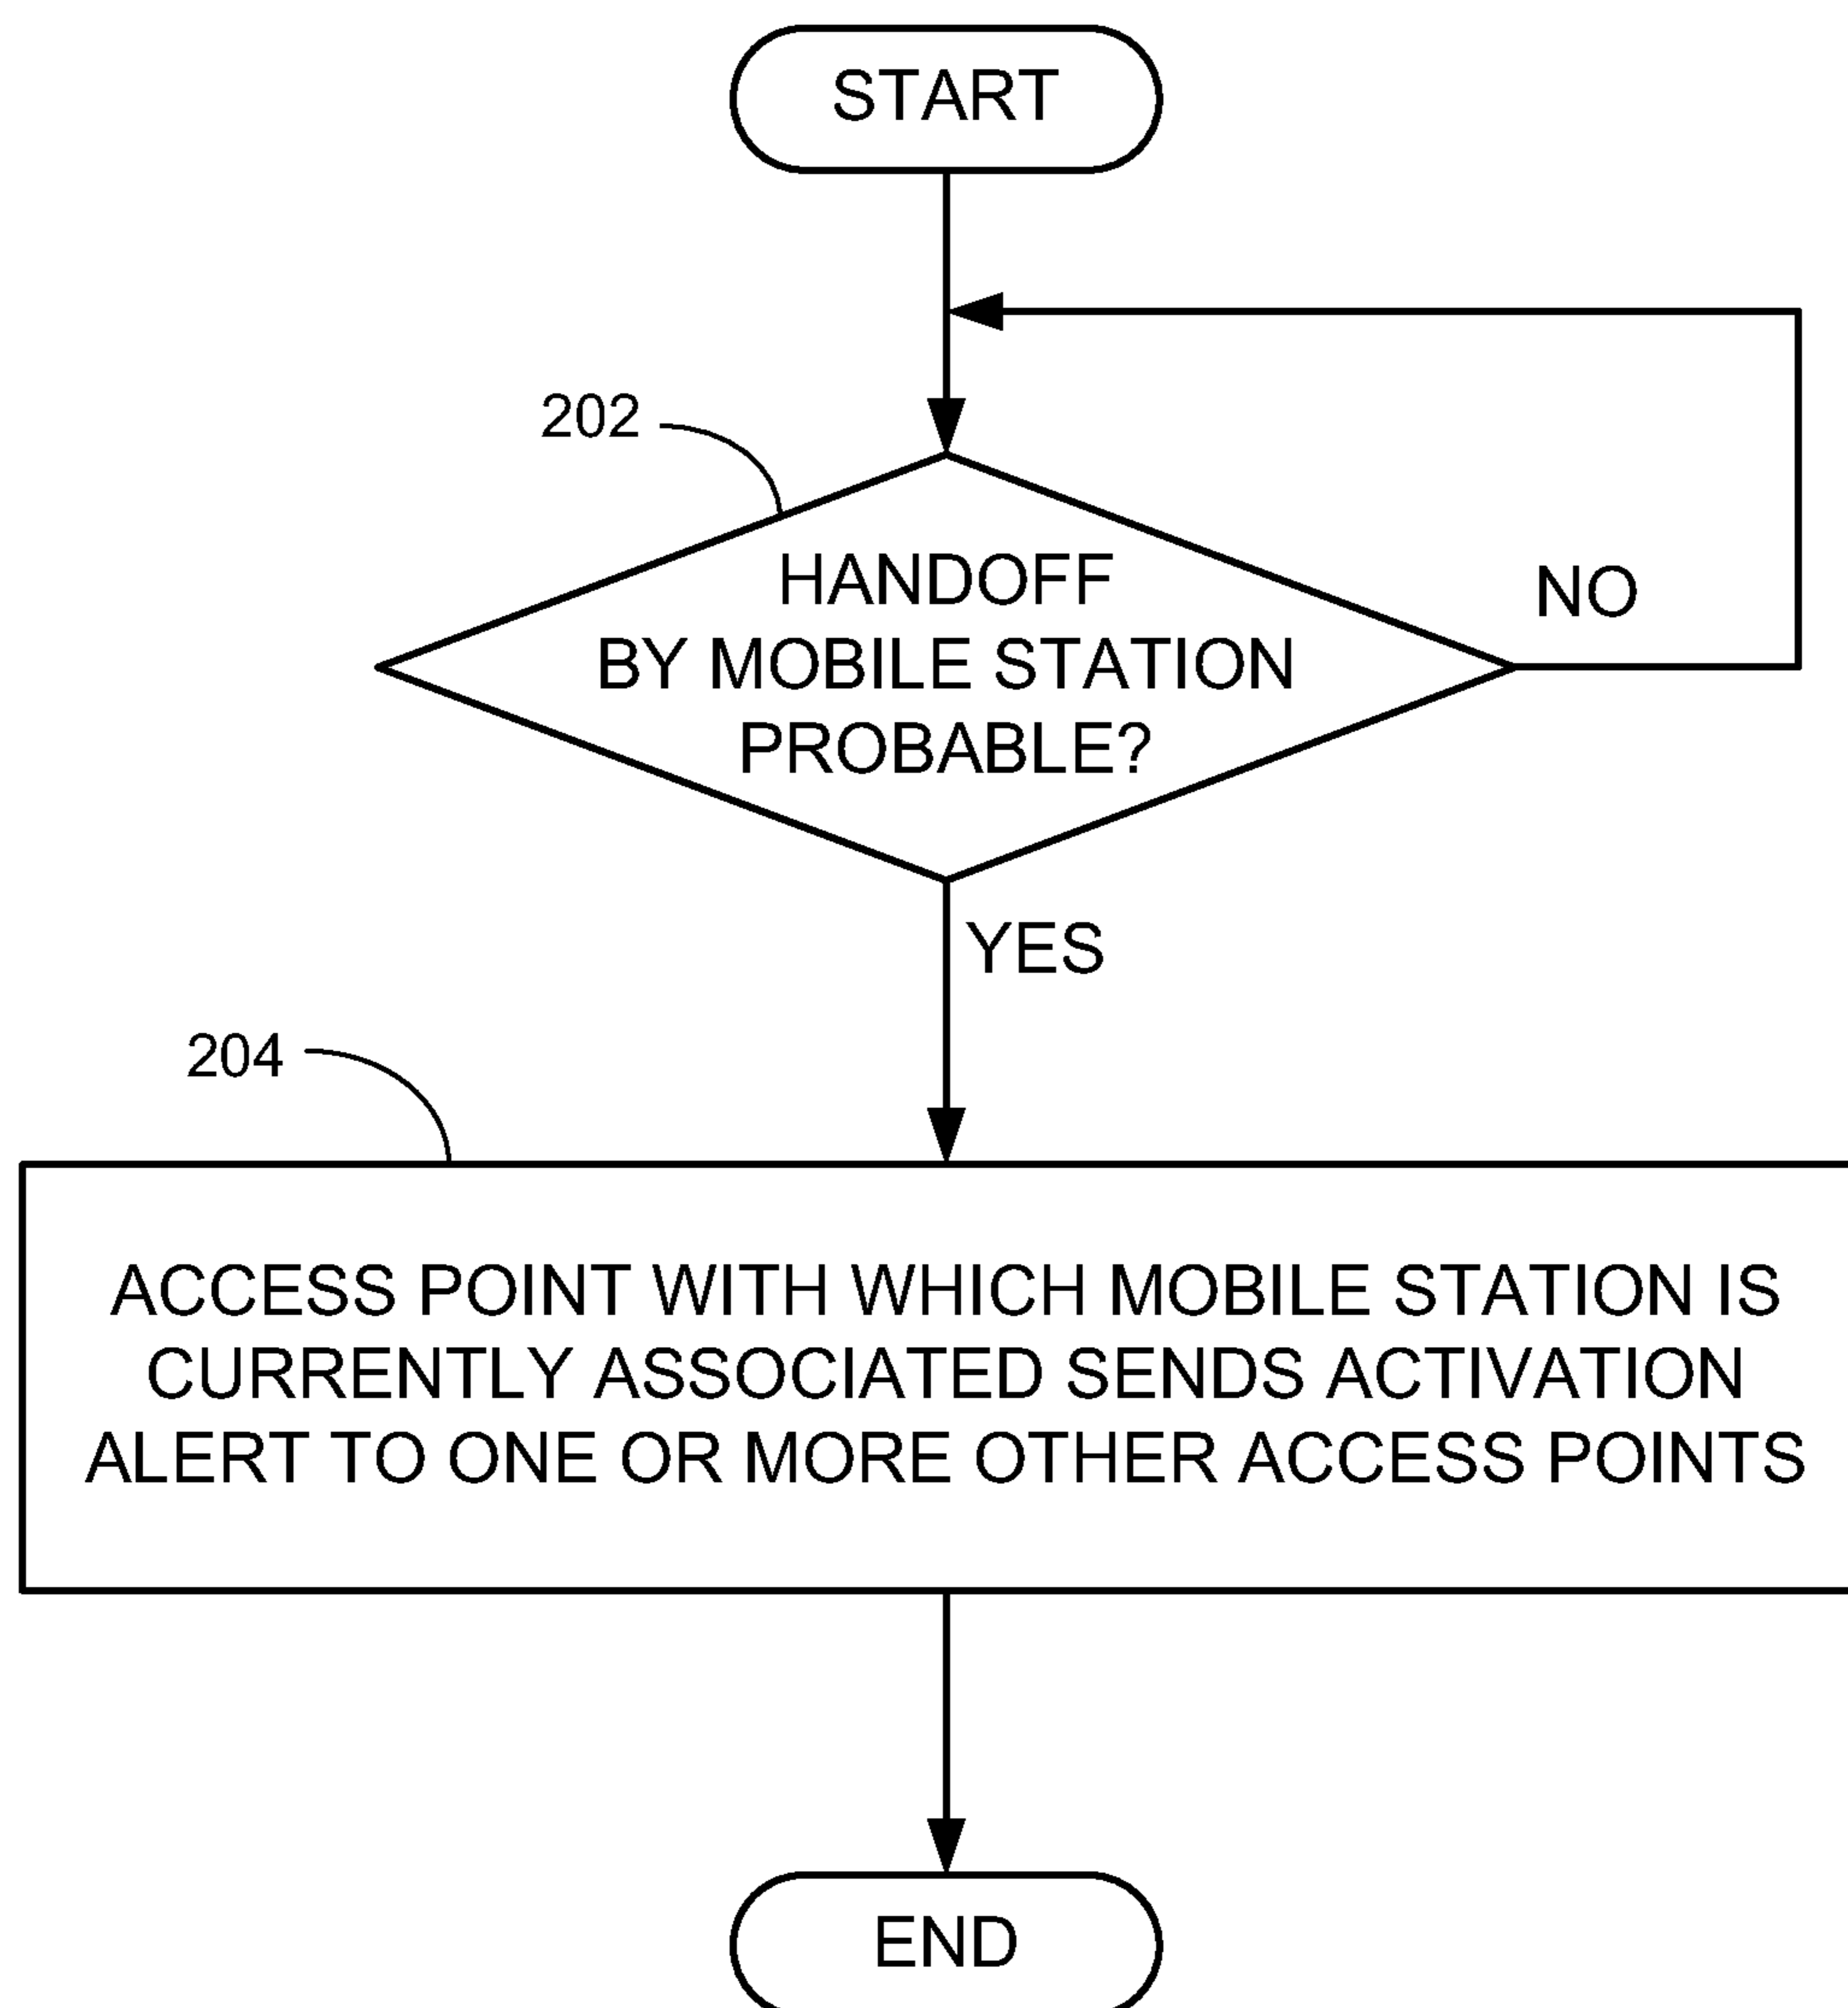 START
202
HANDOFF
BY MOBILE STATION
PROBABLE?
NO
YES
204
ACCESS POINT WITH WHICH MOBILE STATION IS
CURRENTLY ASSOCIATED SENDS ACTIVATION
ALERT TO ONE OR MORE OTHER ACCESS POINTS
END